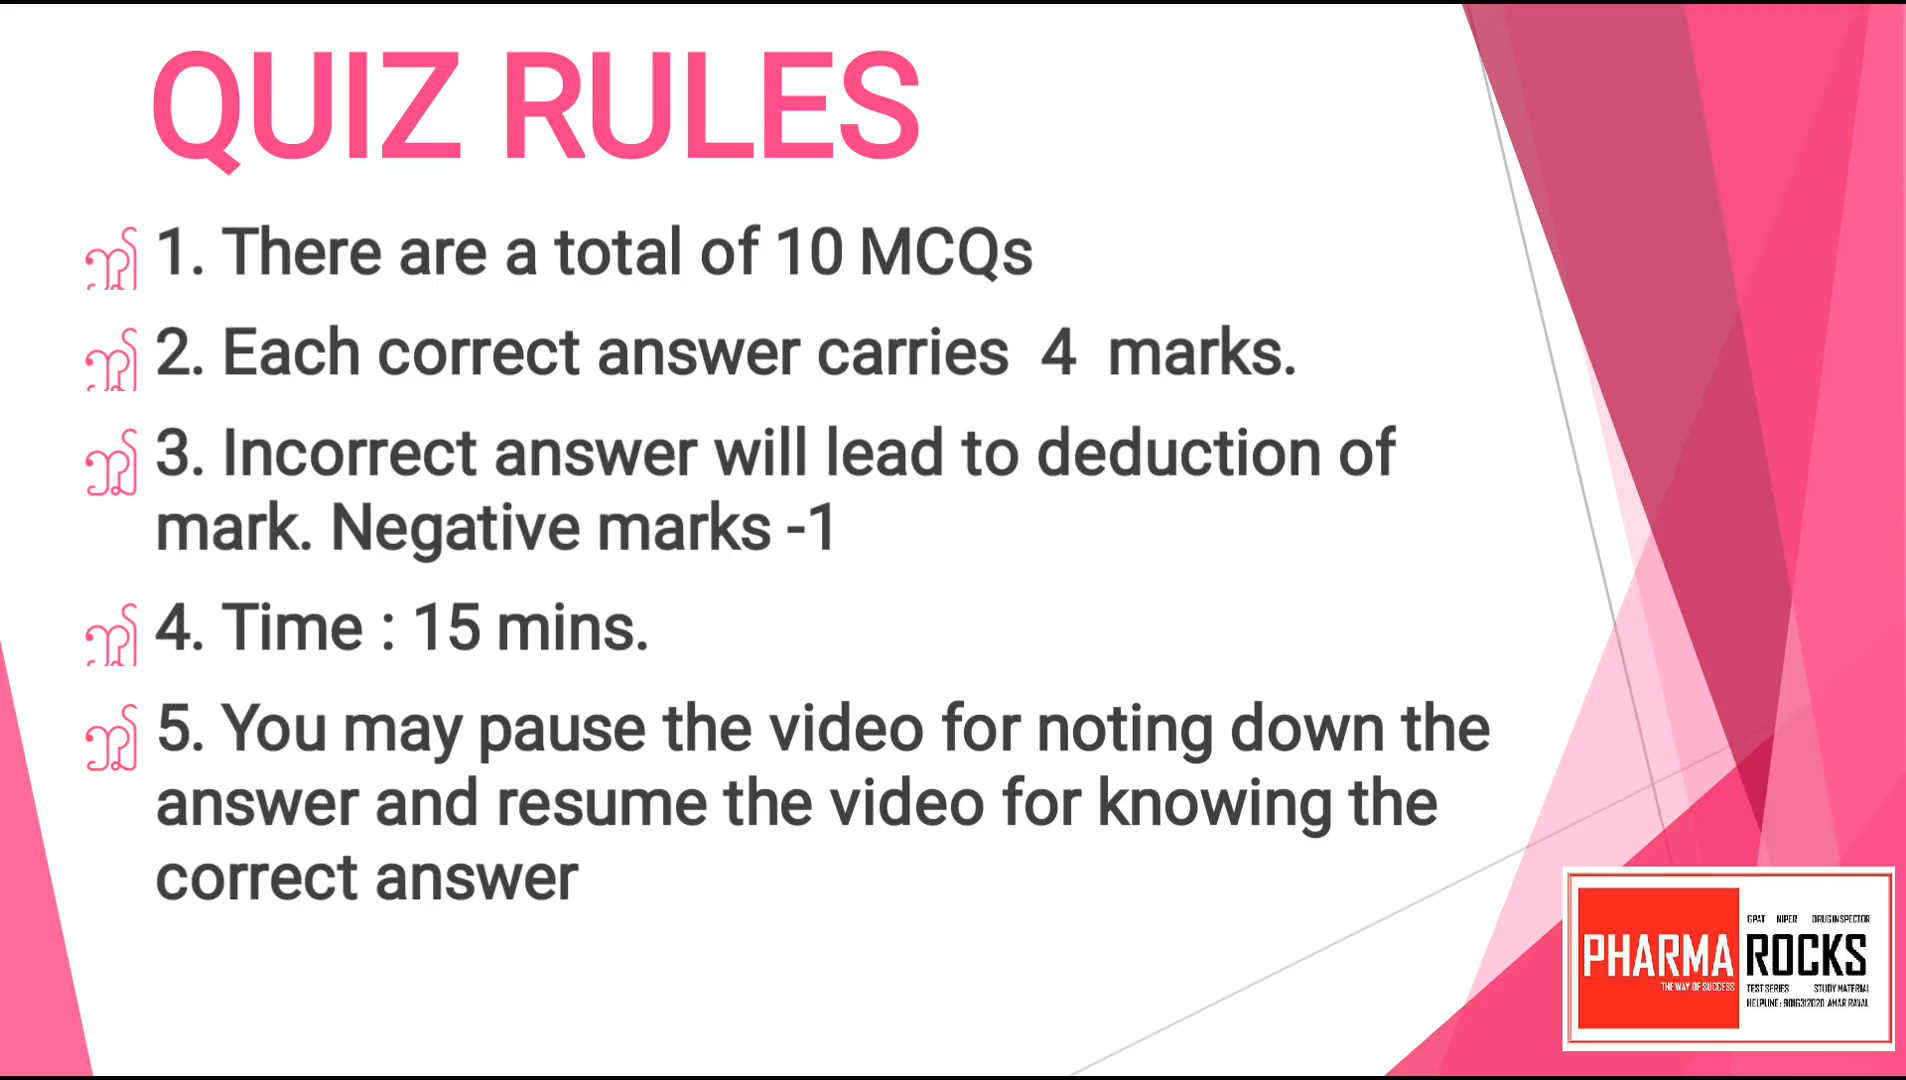 QUIZ RULES
1. There are a total of 10 MCQs
2. Each correct answer carries 4 marks.
3. Incorrect answer will lead to deduction of
mark. Negative marks -1
4. Time : 15 mins.
5. You may pause the video for noting down the
answer and resume the video for knowing the
correct answer
GPAT NIPER DRUG INSPECTOR
PHARMA ROCKS
THE WAY OF SUCCESS
TEST SERIES STUDY MATERIAL
HELPLINE: AMAR RAVAL